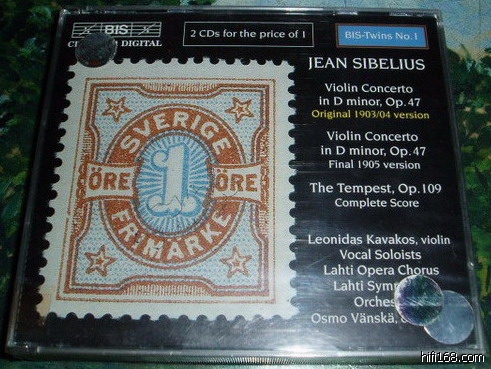 BIS
DIGITAL
2 CDs for the price of 1
BIS-Twins No.1
JEAN SIBELIUS
Violin Concerto
in D minor, Op.47
Original 1903/04 version
Violin Concerto
in D minor, Op.47
Final 1905 version
The Tempest, Op.109
Complete Score
Leonidas Kavakos, violin
Vocal Soloists
Lahti Opera Chorus
Lahti
Osmo Vänskä,
SVERIGE
ÖRE 1 ÖRE
FRIMÄRKE
hifi168.com